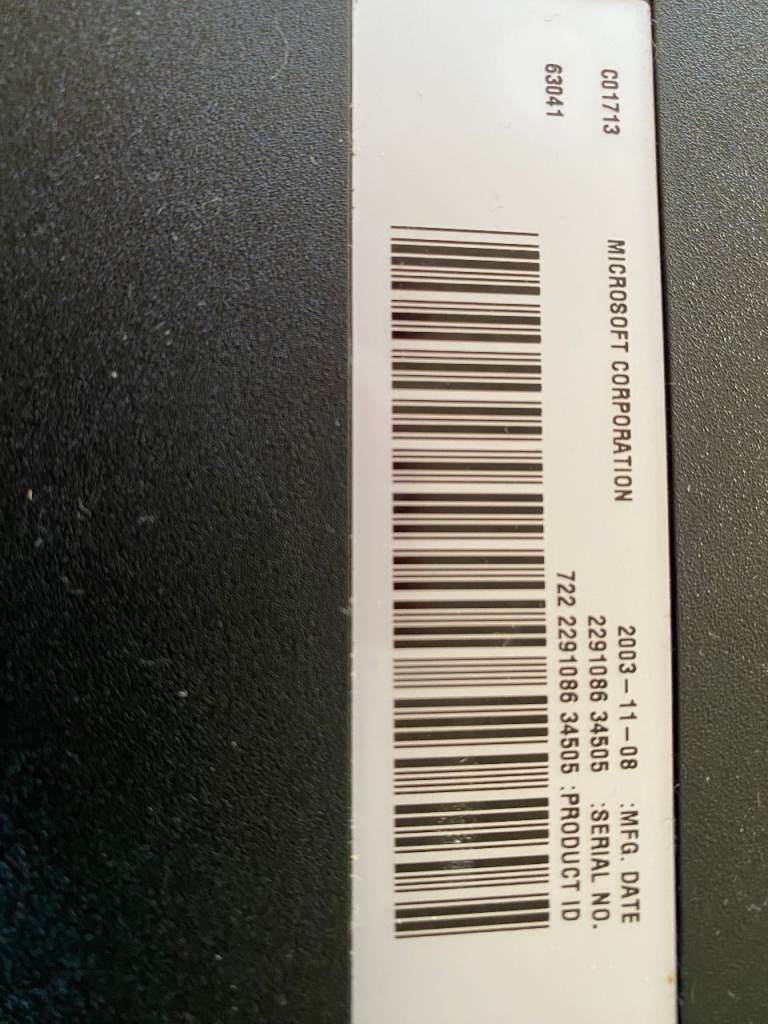 C01713
63041
MICROSOFT CORPORATION
2003-11-08 :MFG. DATE
2291086 34505 :SERIAL NO.
722 2291086 34505 :PRODUCT ID